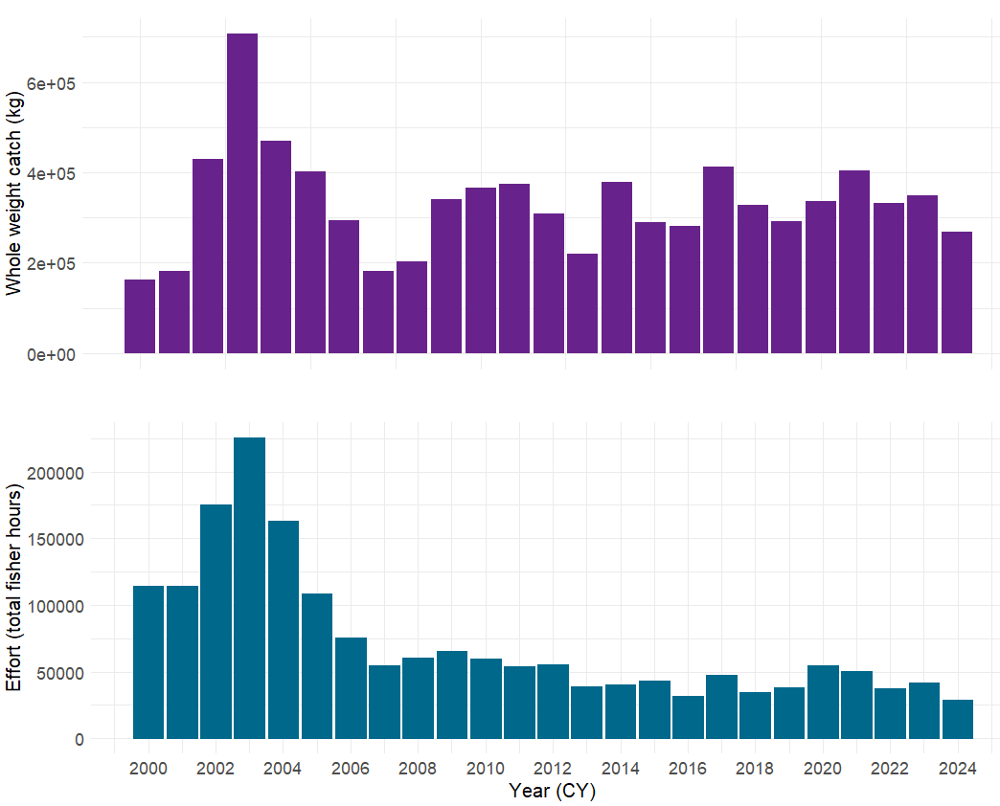 Whole weight catch (kg)
6e+05
4e+05
2e+05
0e+00
Effort (total fisher hours)
200000
150000
100000
50000
0
2000 2002 2004 2006 2008 2010 2012 2014 2016 2018 2020 2022 2024
Year (CY)